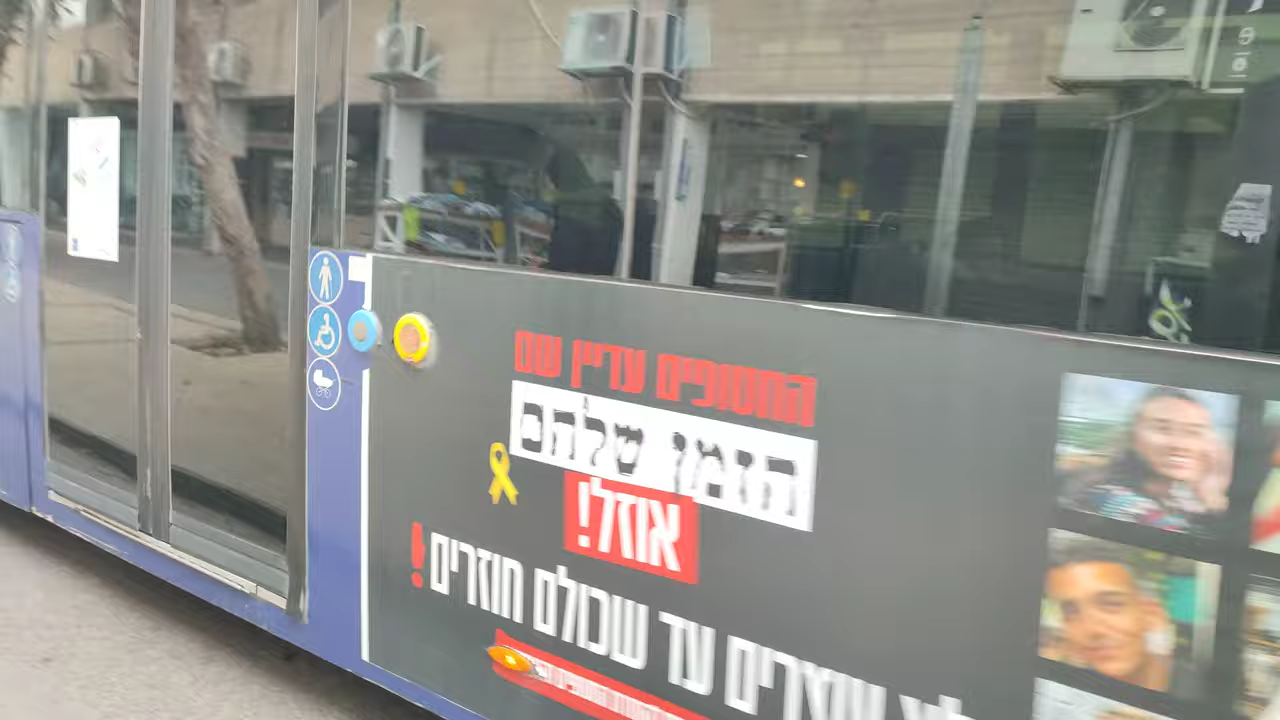 החטופים עדיין שם
הזמן שלהם
אוזל!
לא עוצרים עד שכולם חוזרים!